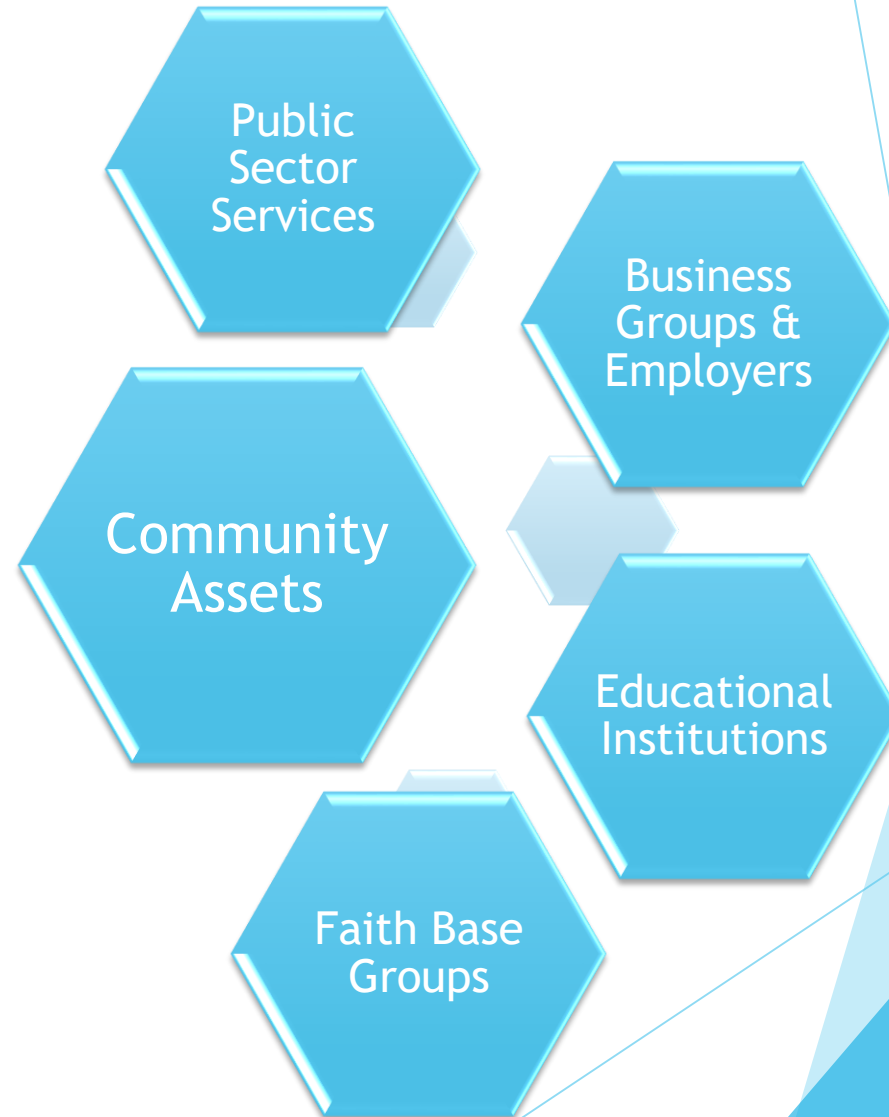 Public
Sector
Services
Business
Groups &
Employers
Community
Assets
Educational
Institutions
Faith Base
Groups